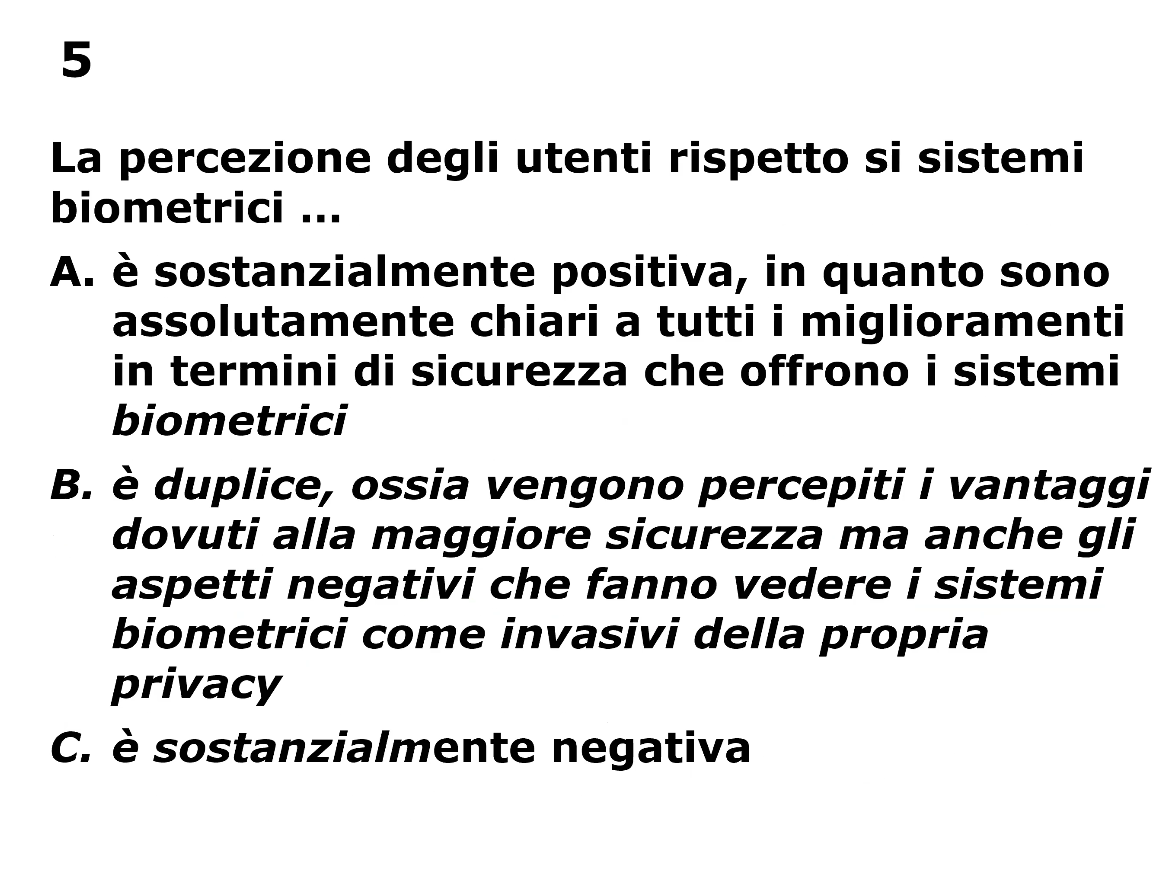 5
La percezione degli utenti rispetto si sistemi
biometrici ...
A. è sostanzialmente positiva, in quanto sono
assolutamente chiari a tutti i miglioramenti
in termini di sicurezza che offrono i sistemi
biometrici
B. è duplice, ossia vengono percepiti i vantaggi
dovuti alla maggiore sicurezza ma anche gli
aspetti negativi che fanno vedere i sistemi
biometrici come invasivi della propria
privacy
C. è sostanzialmente negativa